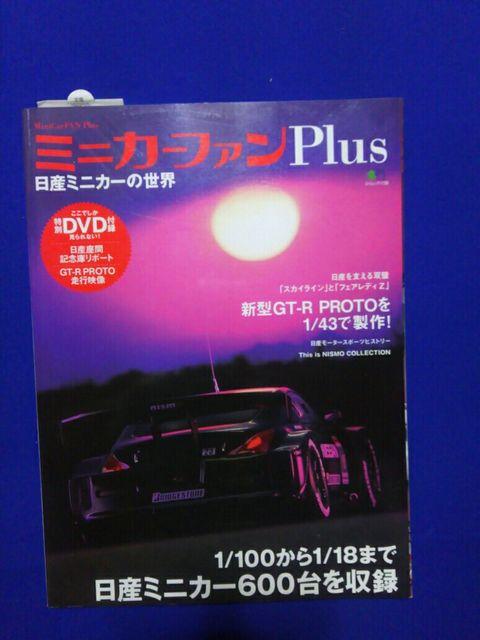 MiniCarFAN Plus
ミニカーファンPlus
日産ミニカーの世界
ここでしか
見られない!
特別DVD付録
日産座間
記念庫リポート
GT-R PROTO
走行映像
日産を支える双璧
「スカイライン」と「フェアレディZ」
新型GT-R PROTOを
1/43で製作!
日産モータースポーツヒストリー
This is NISMO COLLECTION
nismo
BRIDGESTONE
1/100から1/18まで
日産ミニカー600台を収録